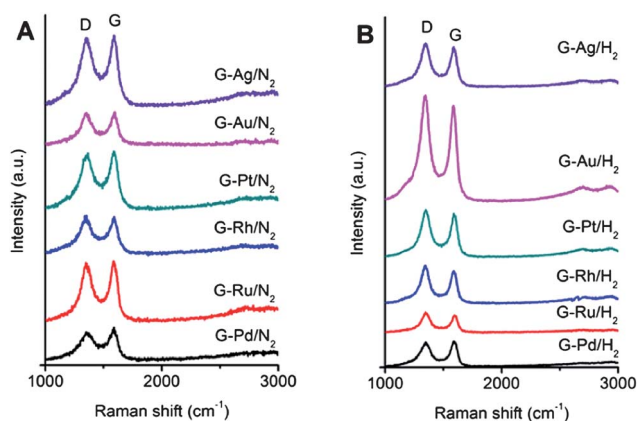 A
D G
G-Ag/N₂
G-Au/N₂
G-Pt/N₂
G-Rh/N₂
G-Ru/N₂
G-Pd/N₂
Intensity (a.u.)
1000 2000 3000
Raman shift (cm⁻¹)
B
D G
G-Ag/H₂
G-Au/H₂
G-Pt/H₂
G-Rh/H₂
G-Ru/H₂
G-Pd/H₂
Intensity (a.u.)
1000 2000 3000
Raman shift (cm⁻¹)